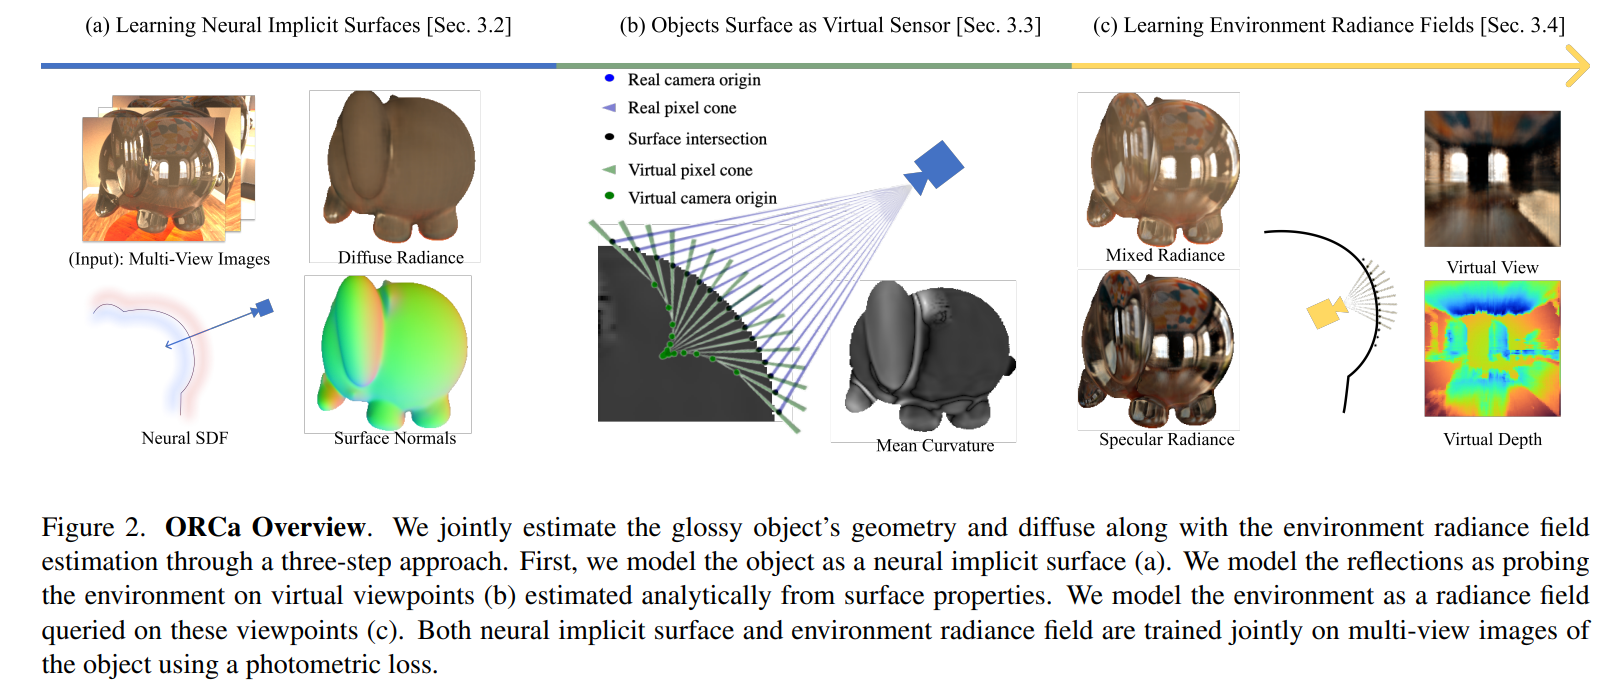 (a) Learning Neural Implicit Surfaces [Sec. 3.2]
(b) Objects Surface as Virtual Sensor [Sec. 3.3]
(c) Learning Environment Radiance Fields [Sec. 3.4]
(Input): Multi-View Images
Diffuse Radiance
Neural SDF
Surface Normals
Real camera origin
Real pixel cone
Surface intersection
Virtual pixel cone
Virtual camera origin
Mean Curvature
Mixed Radiance
Specular Radiance
Virtual View
Virtual Depth
Figure 2. ORCa Overview. We jointly estimate the glossy object's geometry and diffuse along with the environment radiance field
estimation through a three-step approach. First, we model the object as a neural implicit surface (a). We model the reflections as probing
the environment on virtual viewpoints (b) estimated analytically from surface properties. We model the environment as a radiance field
queried on these viewpoints (c). Both neural implicit surface and environment radiance field are trained jointly on multi-view images of
the object using a photometric loss.